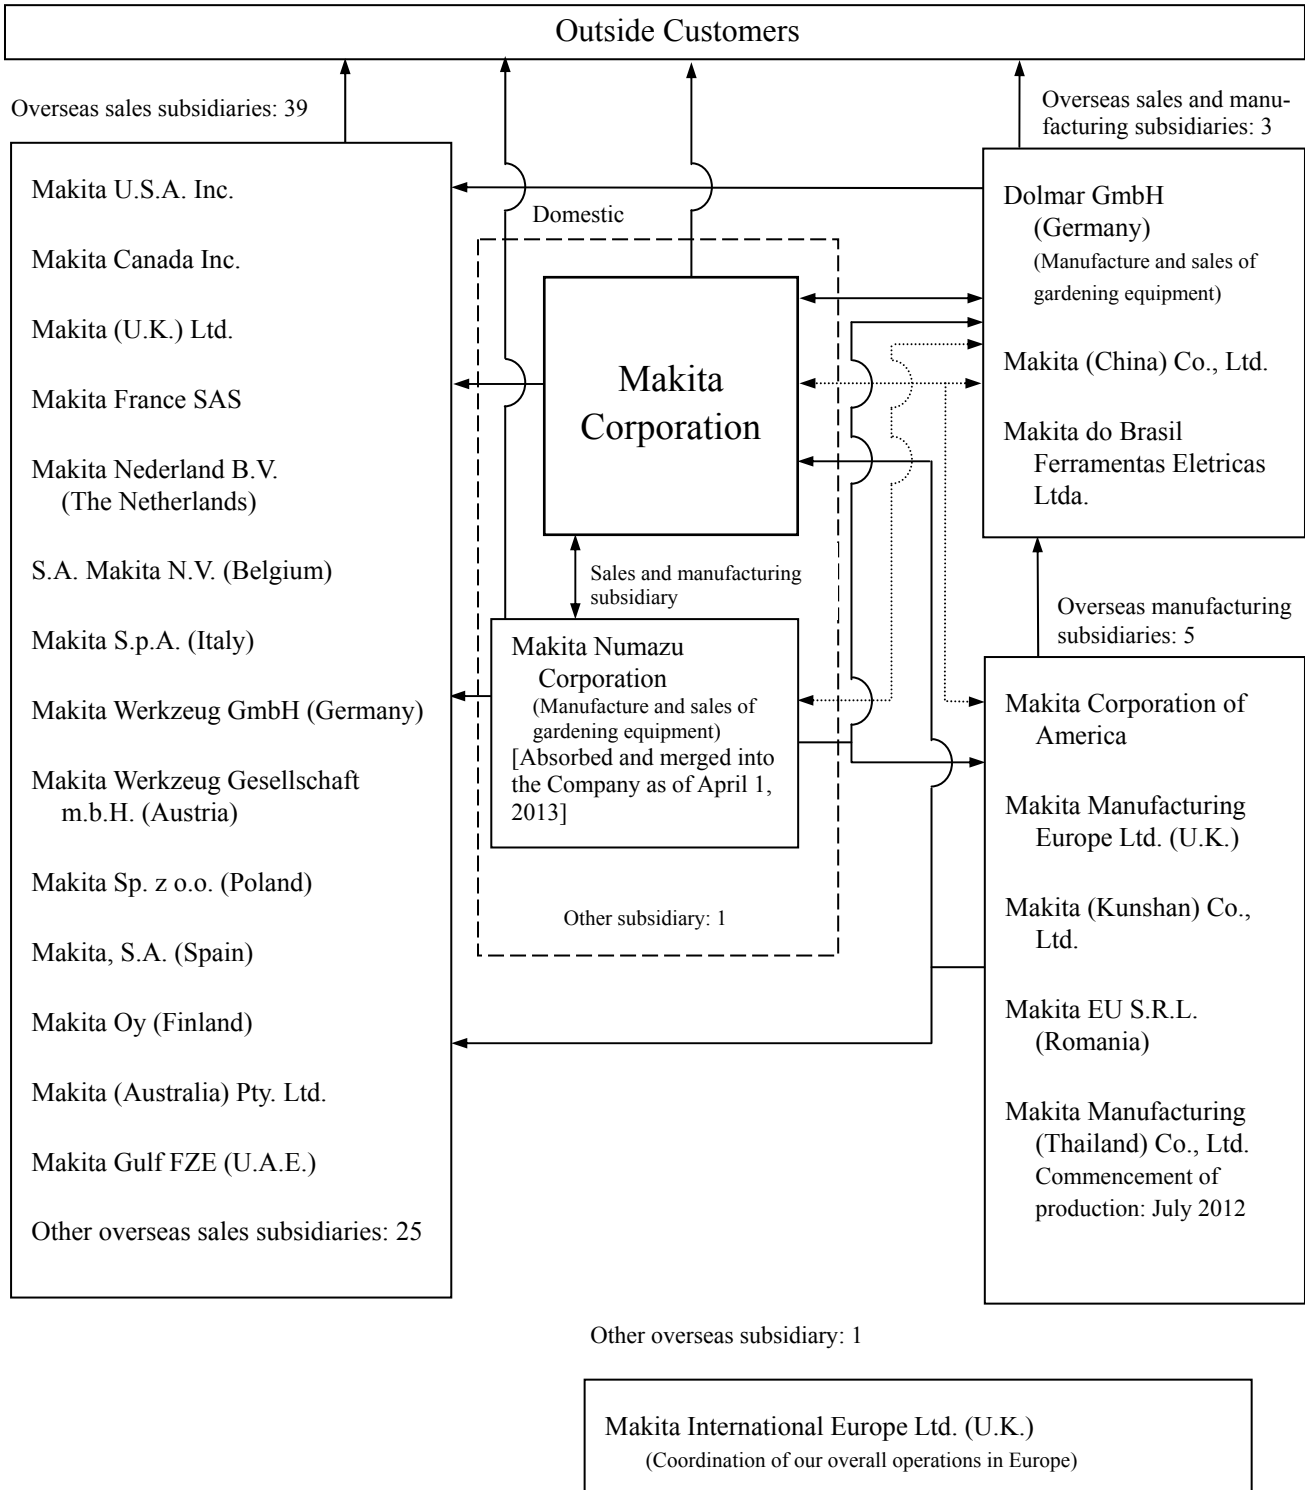 Outside Customers
Overseas sales subsidiaries: 39
Makita U.S.A. Inc.
Makita Canada Inc.
Makita (U.K.) Ltd.
Makita France SAS
Makita Nederland B.V.
(The Netherlands)
S.A. Makita N.V. (Belgium)
Makita S.p.A. (Italy)
Makita Werkzeug GmbH (Germany)
Makita Werkzeug Gesellschaft
m.b.H. (Austria)
Makita Sp. z o.o. (Poland)
Makita, S.A. (Spain)
Makita Oy (Finland)
Makita (Australia) Pty. Ltd.
Makita Gulf FZE (U.A.E.)
Other overseas sales subsidiaries: 25
Domestic
Makita
Corporation
Sales and manufacturing
subsidiary
Makita Numazu
Corporation
(Manufacture and sales of
gardening equipment)
[Absorbed and merged into
the Company as of April 1,
2013]
Other subsidiary: 1
Overseas sales and manu-
facturing subsidiaries: 3
Dolmar GmbH
(Germany)
(Manufacture and sales of
gardening equipment)
Makita (China) Co., Ltd.
Makita do Brasil
Ferramentas Eletricas
Ltda.
Overseas manufacturing
subsidiaries: 5
Makita Corporation of
America
Makita Manufacturing
Europe Ltd. (U.K.)
Makita (Kunshan) Co.,
Ltd.
Makita EU S.R.L.
(Romania)
Makita Manufacturing
(Thailand) Co., Ltd.
Commencement of
production: July 2012
Other overseas subsidiary: 1
Makita International Europe Ltd. (U.K.)
(Coordination of our overall operations in Europe)